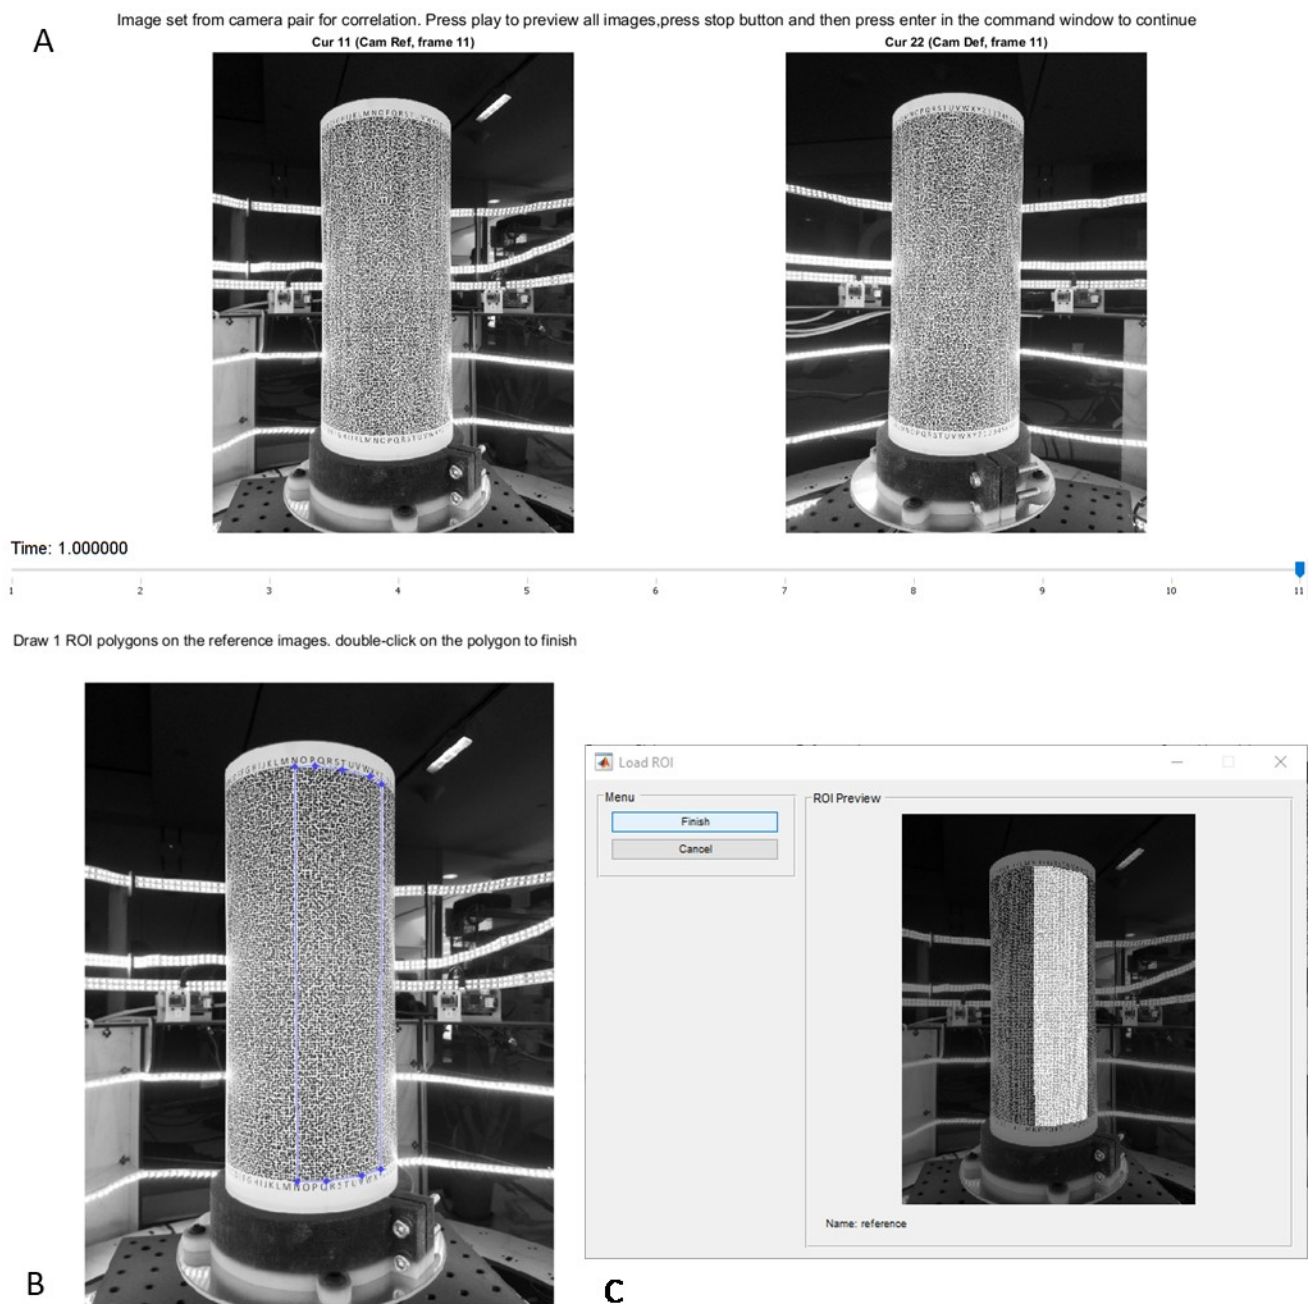 Image set from camera pair for correlation. Press play to preview all images,press stop button and then press enter in the command window to continue
A
Cur 11 (Cam Ref, frame 11)
Cur 22 (Cam Def, frame 11)
Time: 1.000000
1 2 3 4 5 6 7 8 9 10 11
Draw 1 ROI polygons on the reference images. double-click on the polygon to finish
Load ROI
Menu
Finish
Cancel
ROI Preview
Name: reference
B
C